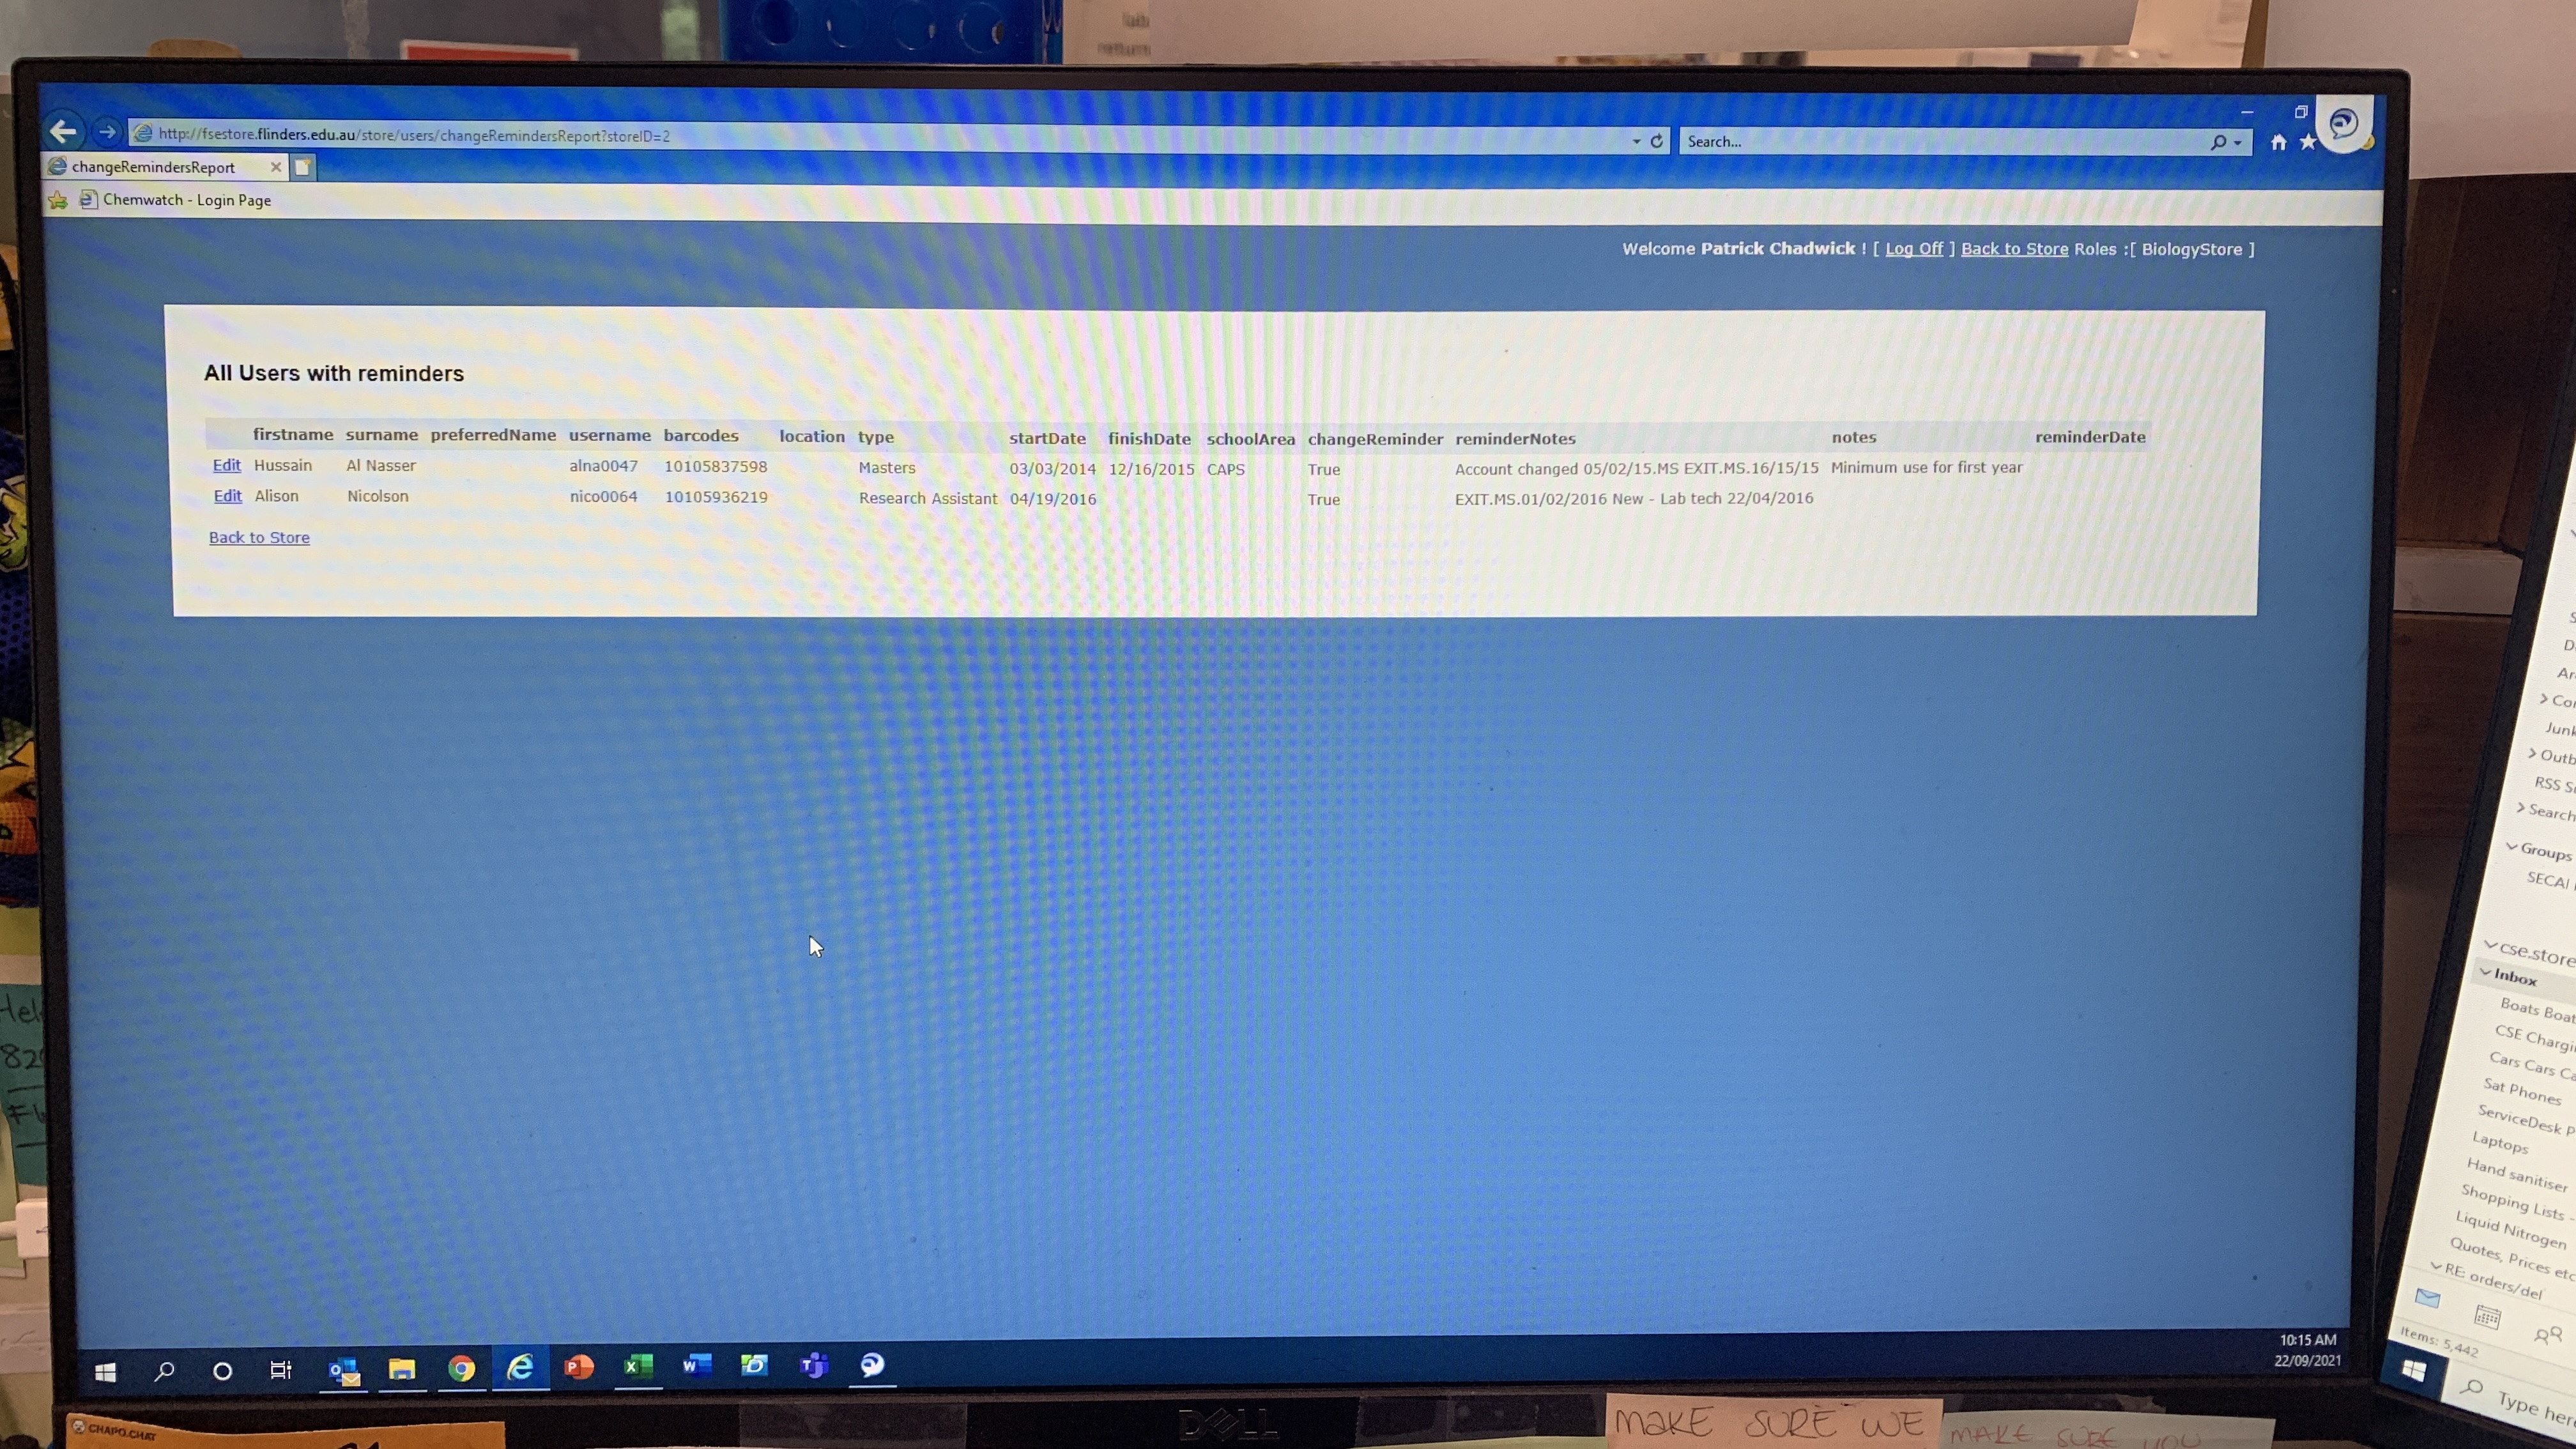 http://fsestore.flinders.edu.au/store/users/changeRemindersReport?storeID=2
Search...
changeRemindersReport
Chemwatch - Login Page
Welcome Patrick Chadwick ! [ Log Off ] Back to Store Roles :[ BiologyStore ]
All Users with reminders
firstname surname preferredName username barcodes location type startDate finishDate schoolArea changeReminder reminderNotes notes reminderDate
Edit Hussain Al Nasser alna0047 10105837598 Masters 03/03/2014 12/16/2015 CAPS True Account changed 05/02/15.MS EXIT.MS.16/15/15 Minimum use for first year
Edit Alison Nicolson nico0064 10105936219 Research Assistant 04/19/2016 True EXIT.MS.01/02/2016 New - Lab tech 22/04/2016
Back to Store
10:15 AM
22/09/2021
DELL
CHAPO.CHAT
MAKE SURE WE
MAKE SURE YOU
RSS
Search
Groups
SECAI
cse.store
Inbox
Boats Boat
CSE
Cars Cars
Sat Phones
ServiceDesk
Laptops
Hand sanitiser
Shopping Lists -
Liquid Nitrogen
Quotes, Prices etc
RE: orders/del
Items: 5,442
Type here